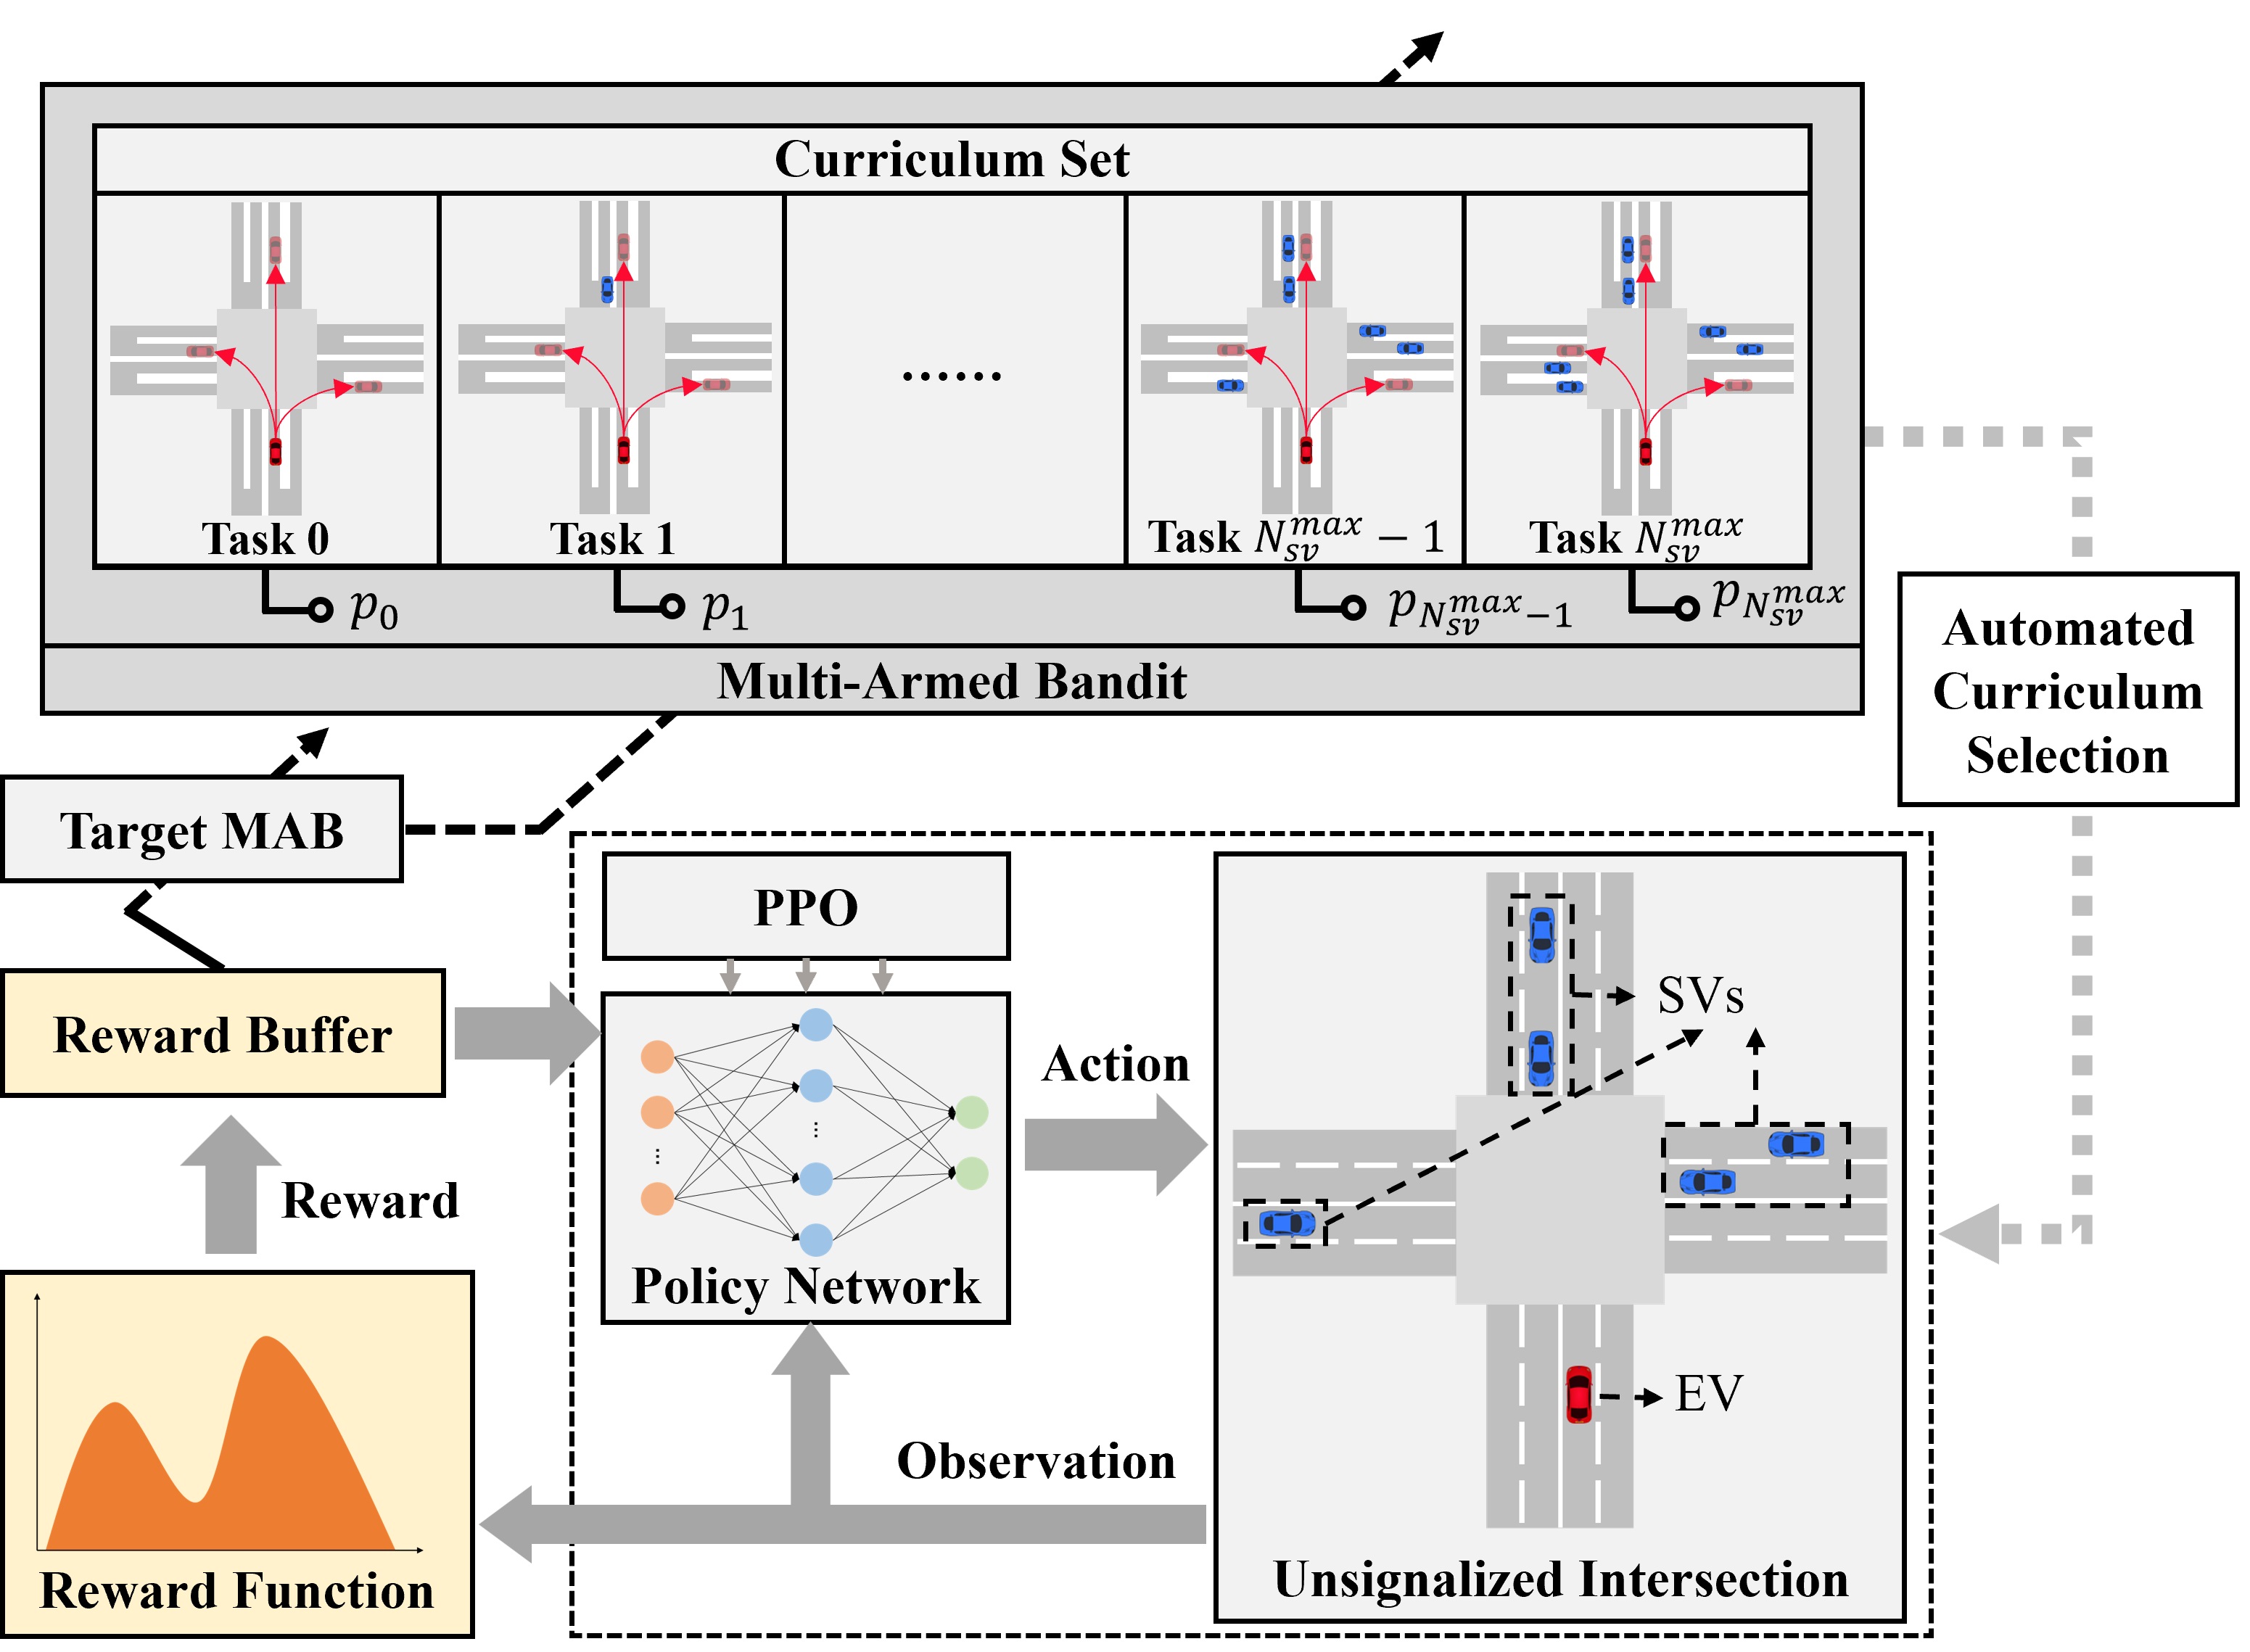 Curriculum Set
......
Task 0
Task 1
Task $N_{sv}^{max} - 1$
Task $N_{sv}^{max}$
$p_0$
$p_1$
$p_{N_{sv}^{max}-1}$
$p_{N_{sv}^{max}}$
Multi-Armed Bandit
Automated
Curriculum
Selection
Target MAB
PPO
Reward Buffer
Policy Network
Action
SVs
EV
Reward
Observation
Reward Function
Unsignalized Intersection